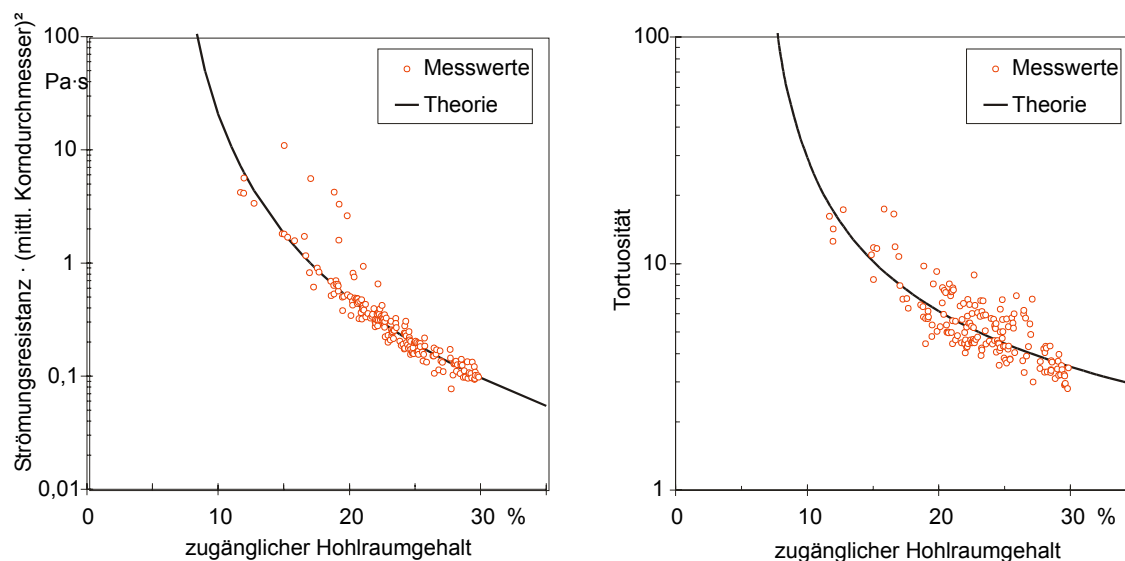 Strömungsresistanz · (mittl. Korndurchmesser)²
100
Pa·s
10
1
0,1
0,01
0
10
20
30
%
zugänglicher Hohlraumgehalt
Messwerte
Theorie
Tortuosität
100
10
1
0
10
20
30
%
zugänglicher Hohlraumgehalt
Messwerte
Theorie